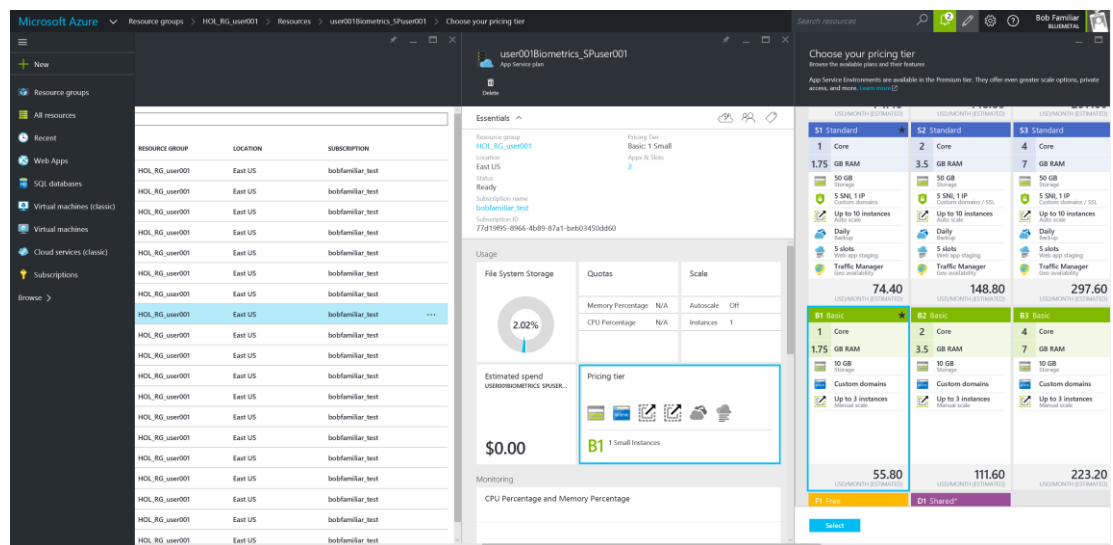 Microsoft Azure Resource groups > HOL_RG_user001 > Resources > user001Biometrics_SPuser001 > Choose your pricing tier
Search resources
2
Bob Familiar
BLUEMETAL
New
Resource groups
All resources
Recent
Web Apps
SQL databases
Virtual machines (classic)
Virtual machines
Cloud services (classic)
Subscriptions
Browse >
RESOURCE GROUP LOCATION SUBSCRIPTION
HOL_RG_user001 East US bobfamiliar_test
HOL_RG_user001 East US bobfamiliar_test
HOL_RG_user001 East US bobfamiliar_test
HOL_RG_user001 East US bobfamiliar_test
HOL_RG_user001 East US bobfamiliar_test
HOL_RG_user001 East US bobfamiliar_test
HOL_RG_user001 East US bobfamiliar_test
HOL_RG_user001 East US bobfamiliar_test ...
HOL_RG_user001 East US bobfamiliar_test
HOL_RG_user001 East US bobfamiliar_test
HOL_RG_user001 East US bobfamiliar_test
HOL_RG_user001 East US bobfamiliar_test
HOL_RG_user001 East US bobfamiliar_test
HOL_RG_user001 East US bobfamiliar_test
HOL_RG_user001 East US bobfamiliar_test
HOL_RG_user001 East US bobfamiliar_test
HOL_RG_user001 East US bobfamiliar_test
HOL_RG_user001 East US bobfamiliar_test
HOL_RG_user001 East US bobfamiliar_test
user001Biometrics_SPuser001
App Service plan
Delete
Essentials
Resource group
HOL_RG_user001
Location
East US
Status
Ready
Subscription name
bobfamiliar_test
Subscription ID
77d19f95-8966-4b89-87a1-beb03450dd60
Pricing Tier
Basic: 1 Small
Apps & Slots
2
Usage
File System Storage
2.02%
Quotas
Memory Percentage N/A
CPU Percentage N/A
Scale
Autoscale Off
Instances 1
Estimated spend
USER001BIOMETRICS_SPUSER...
$0.00
Pricing tier
B1 1 Small Instances
Monitoring
CPU Percentage and Memory Percentage
Choose your pricing tier
Browse the available plans and their features
App Service Environments are available in the Premium tier. They offer even greater scale options, private
access, and more. Learn more
USD/MONTH (ESTIMATED) USD/MONTH (ESTIMATED) USD/MONTH (ESTIMATED)
S1 Standard
1 Core
1.75 GB RAM
50 GB
Storage
5 SNI, 1 IP
Custom domains / SSL
Up to 10 instances
Auto scale
Daily
Backup
5 slots
Web app staging
Traffic Manager
Geo availability
74.40
USD/MONTH (ESTIMATED)
S2 Standard
2 Core
3.5 GB RAM
50 GB
Storage
5 SNI, 1 IP
Custom domains / SSL
Up to 10 instances
Auto scale
Daily
Backup
5 slots
Web app staging
Traffic Manager
Geo availability
148.80
USD/MONTH (ESTIMATED)
S3 Standard
4 Core
7 GB RAM
50 GB
Storage
5 SNI, 1 IP
Custom domains / SSL
Up to 10 instances
Auto scale
Daily
Backup
5 slots
Web app staging
Traffic Manager
Geo availability
297.60
USD/MONTH (ESTIMATED)
B1 Basic
1 Core
1.75 GB RAM
10 GB
Storage
Custom domains
Up to 3 instances
Manual scale
55.80
USD/MONTH (ESTIMATED)
B2 Basic
2 Core
3.5 GB RAM
10 GB
Storage
Custom domains
Up to 3 instances
Manual scale
111.60
USD/MONTH (ESTIMATED)
B3 Basic
4 Core
7 GB RAM
10 GB
Storage
Custom domains
Up to 3 instances
Manual scale
223.20
USD/MONTH (ESTIMATED)
F1 Free
D1 Shared*
Select